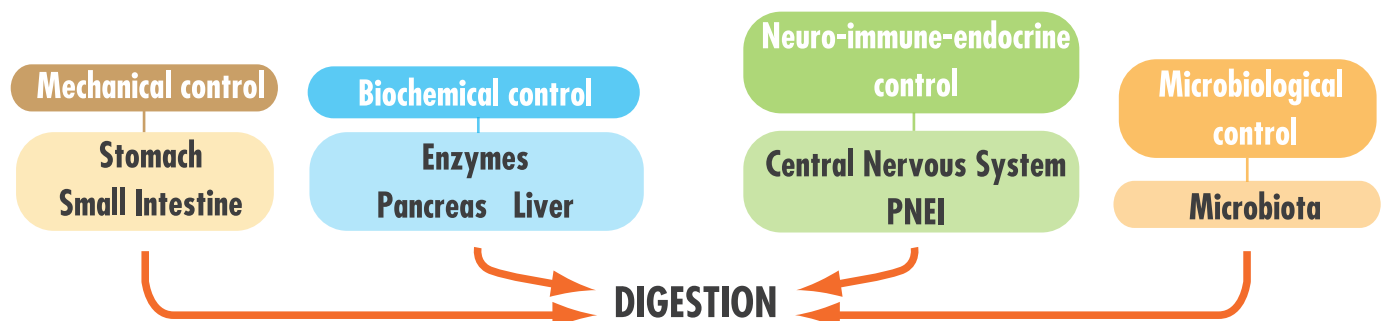 Mechanical control
Stomach
Small Intestine
Biochemical control
Enzymes
Pancreas Liver
Neuro-immune-endocrine
control
Central Nervous System
PNEI
Microbiological
control
Microbiota
DIGESTION